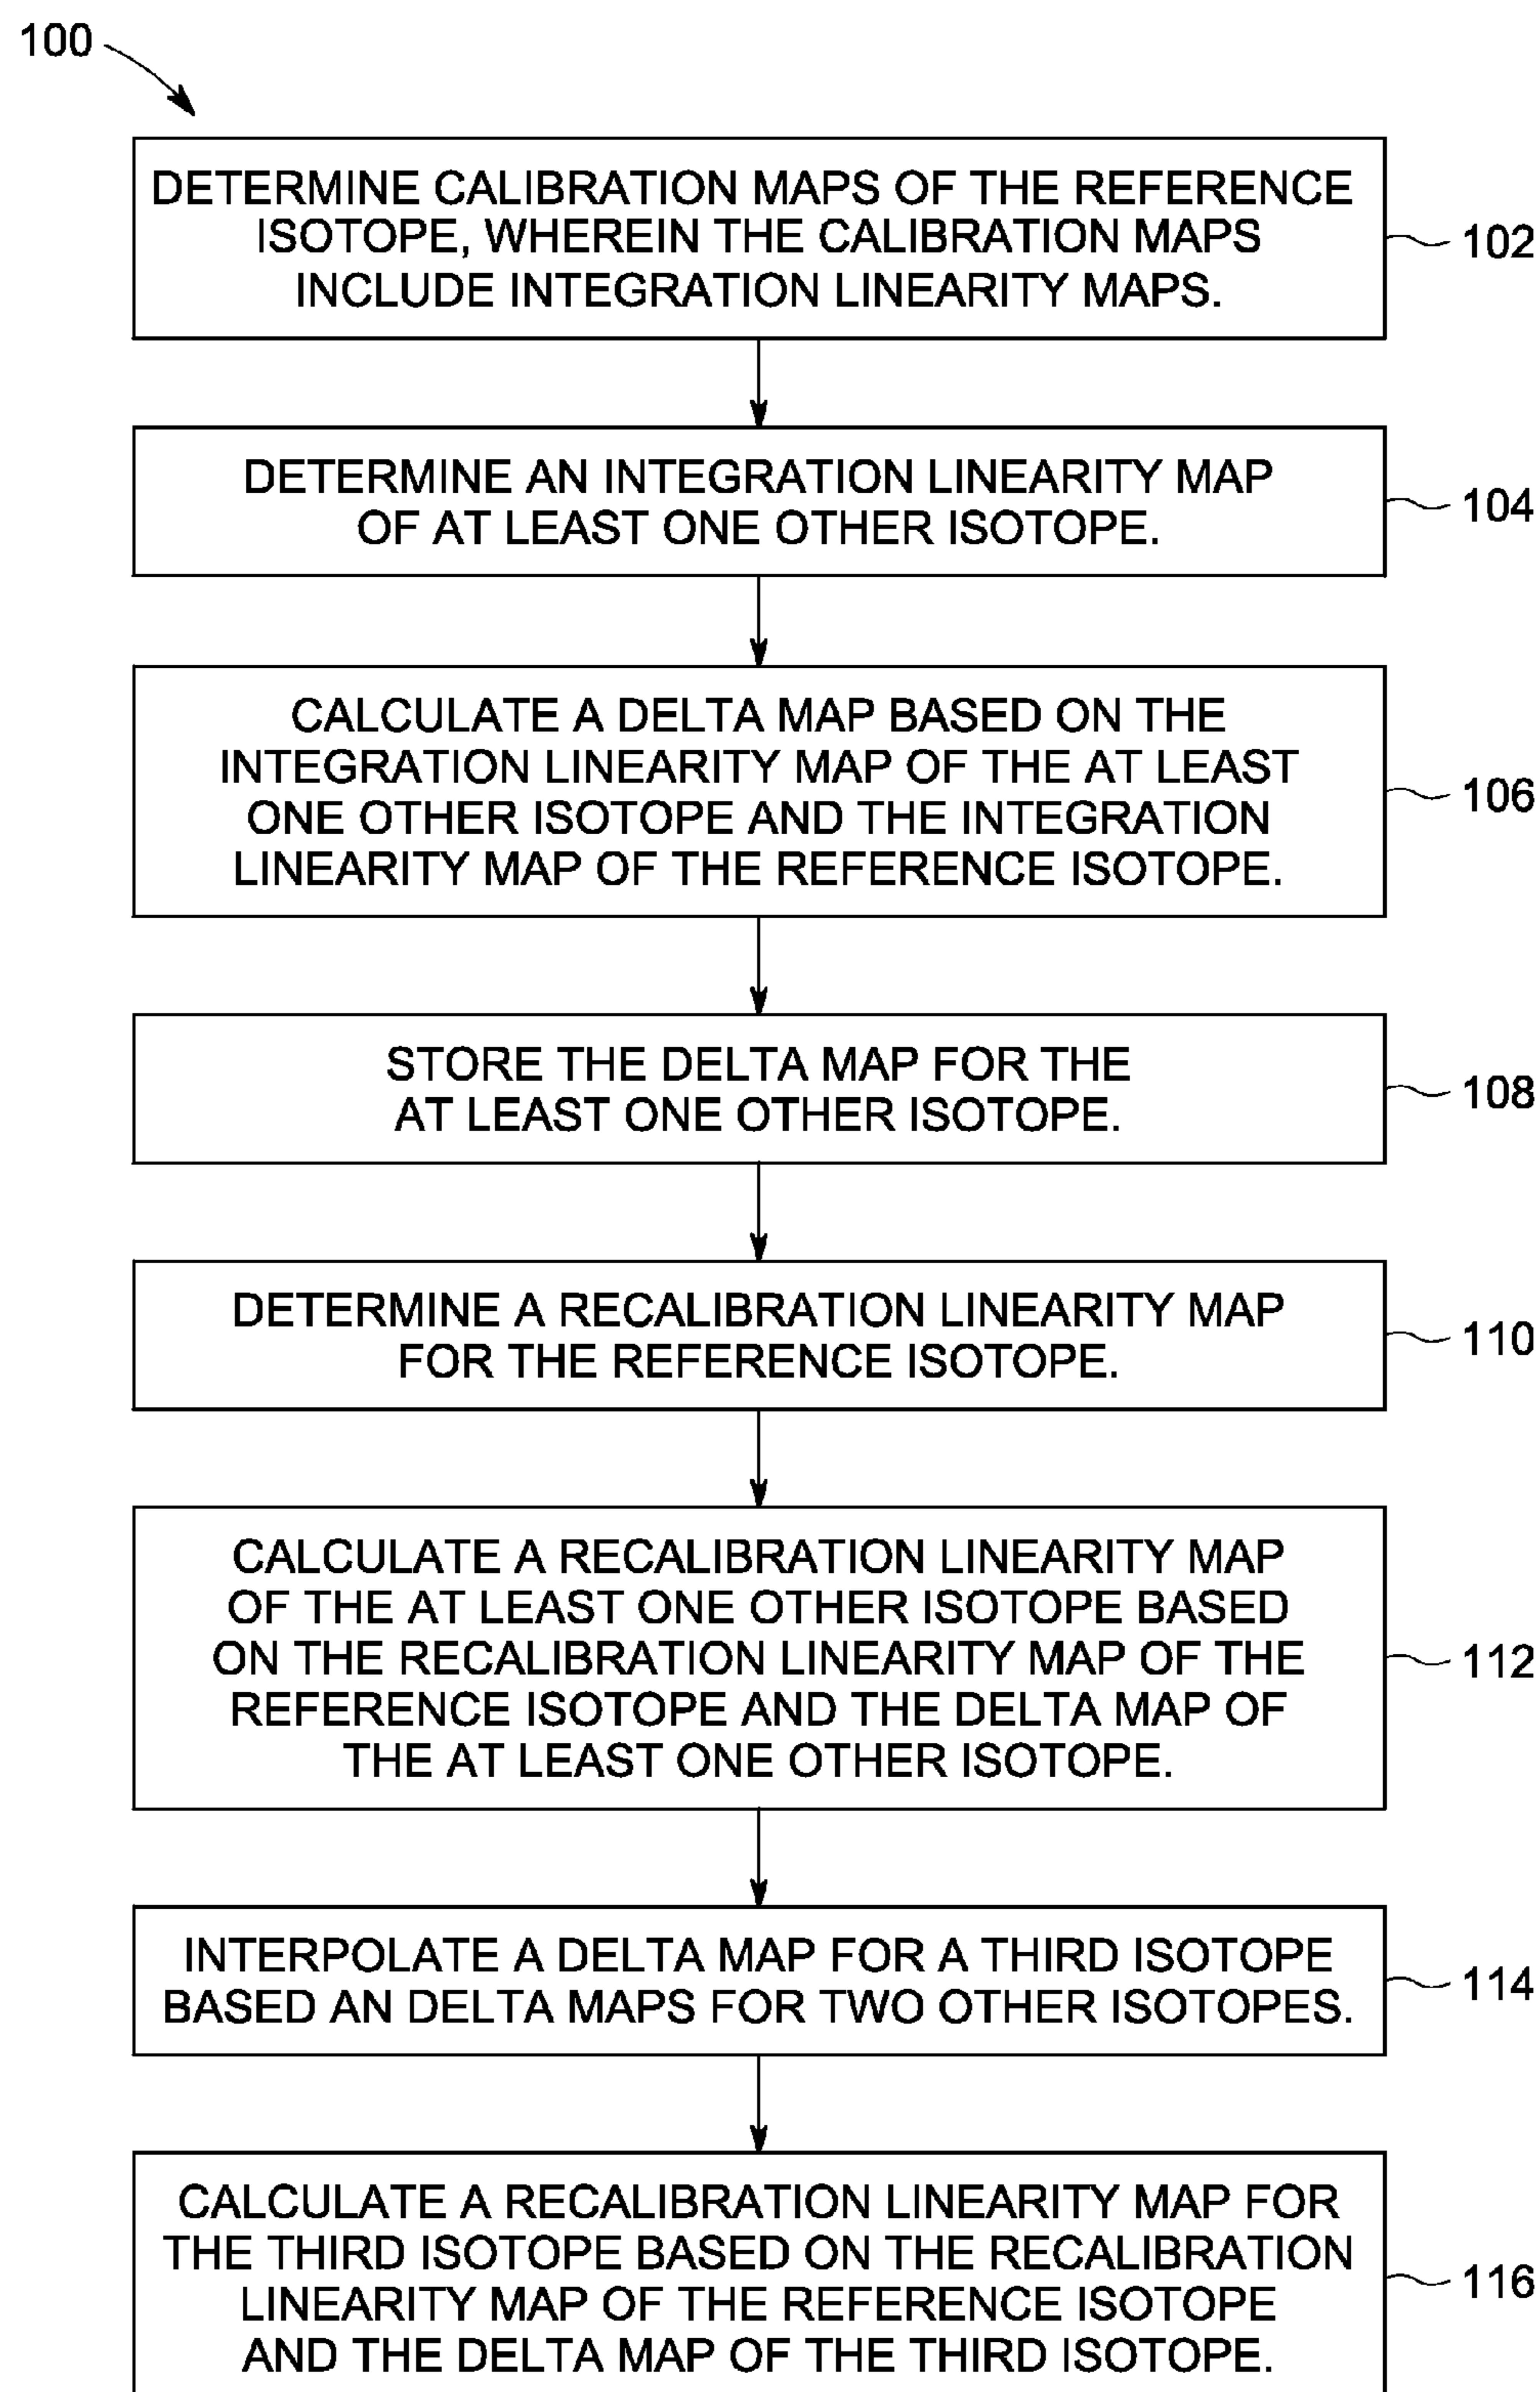 100
DETERMINE CALIBRATION MAPS OF THE REFERENCE
ISOTOPE, WHEREIN THE CALIBRATION MAPS
INCLUDE INTEGRATION LINEARITY MAPS.
102
DETERMINE AN INTEGRATION LINEARITY MAP
OF AT LEAST ONE OTHER ISOTOPE.
104
CALCULATE A DELTA MAP BASED ON THE
INTEGRATION LINEARITY MAP OF THE AT LEAST
ONE OTHER ISOTOPE AND THE INTEGRATION
LINEARITY MAP OF THE REFERENCE ISOTOPE.
106
STORE THE DELTA MAP FOR THE
AT LEAST ONE OTHER ISOTOPE.
108
DETERMINE A RECALIBRATION LINEARITY MAP
FOR THE REFERENCE ISOTOPE.
110
CALCULATE A RECALIBRATION LINEARITY MAP
OF THE AT LEAST ONE OTHER ISOTOPE BASED
ON THE RECALIBRATION LINEARITY MAP OF THE
REFERENCE ISOTOPE AND THE DELTA MAP OF
THE AT LEAST ONE OTHER ISOTOPE.
112
INTERPOLATE A DELTA MAP FOR A THIRD ISOTOPE
BASED AN DELTA MAPS FOR TWO OTHER ISOTOPES.
114
CALCULATE A RECALIBRATION LINEARITY MAP FOR
THE THIRD ISOTOPE BASED ON THE RECALIBRATION
LINEARITY MAP OF THE REFERENCE ISOTOPE
AND THE DELTA MAP OF THE THIRD ISOTOPE.
116